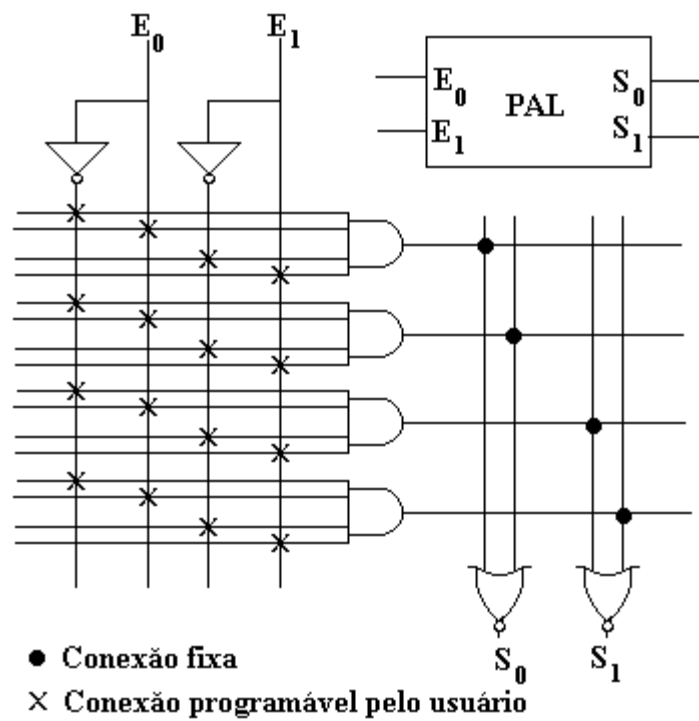 E0
E1
E0
PAL
S0
E1
S1
S0
S1
Conexão fixa
Conexão programável pelo usuário